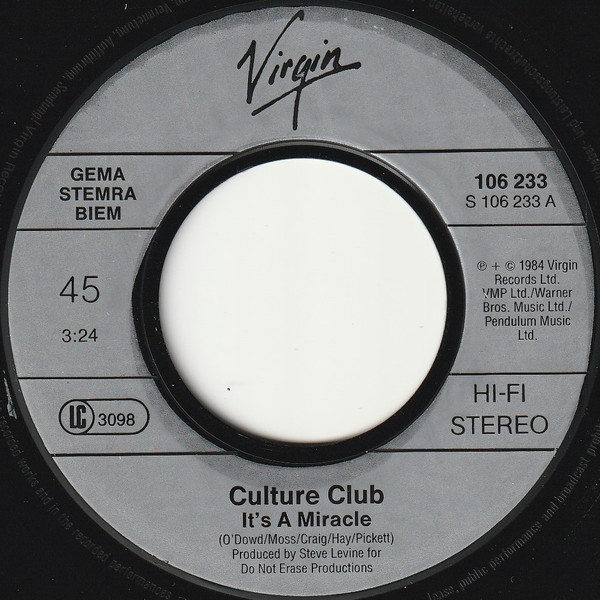 Virgin
GEMA
STEMRA
BIEM
106 233
S 106 233 A
45
3:24
℗ + © 1984 Virgin
Records Ltd.
VMP Ltd./Warner
Bros. Music Ltd./
Pendulum Music
Ltd.
LC 3098
HI-FI
STEREO
Culture Club
It's A Miracle
(O'Dowd/Moss/Craig/Hay/Pickett)
Produced by Steve Levine for
Do Not Erase Productions